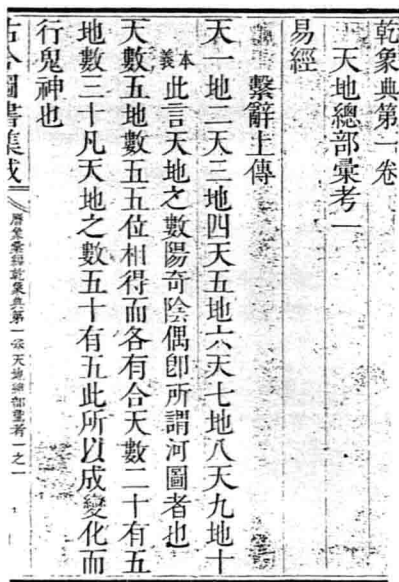 乾象典第一卷
天地總部彙考一
易經
繫辭上傳
天一地二天三地四天五地六天七地八天九地十
本義此言天地之數陽奇陰偶卽所謂河圖者也
天數五地數五五位相得而各有合天數二十有五
地數三十凡天地之數五十有五此所以成變化而
行鬼神也
古今圖書集成
曆象彙編乾象典第一卷天地總部彙考一之一